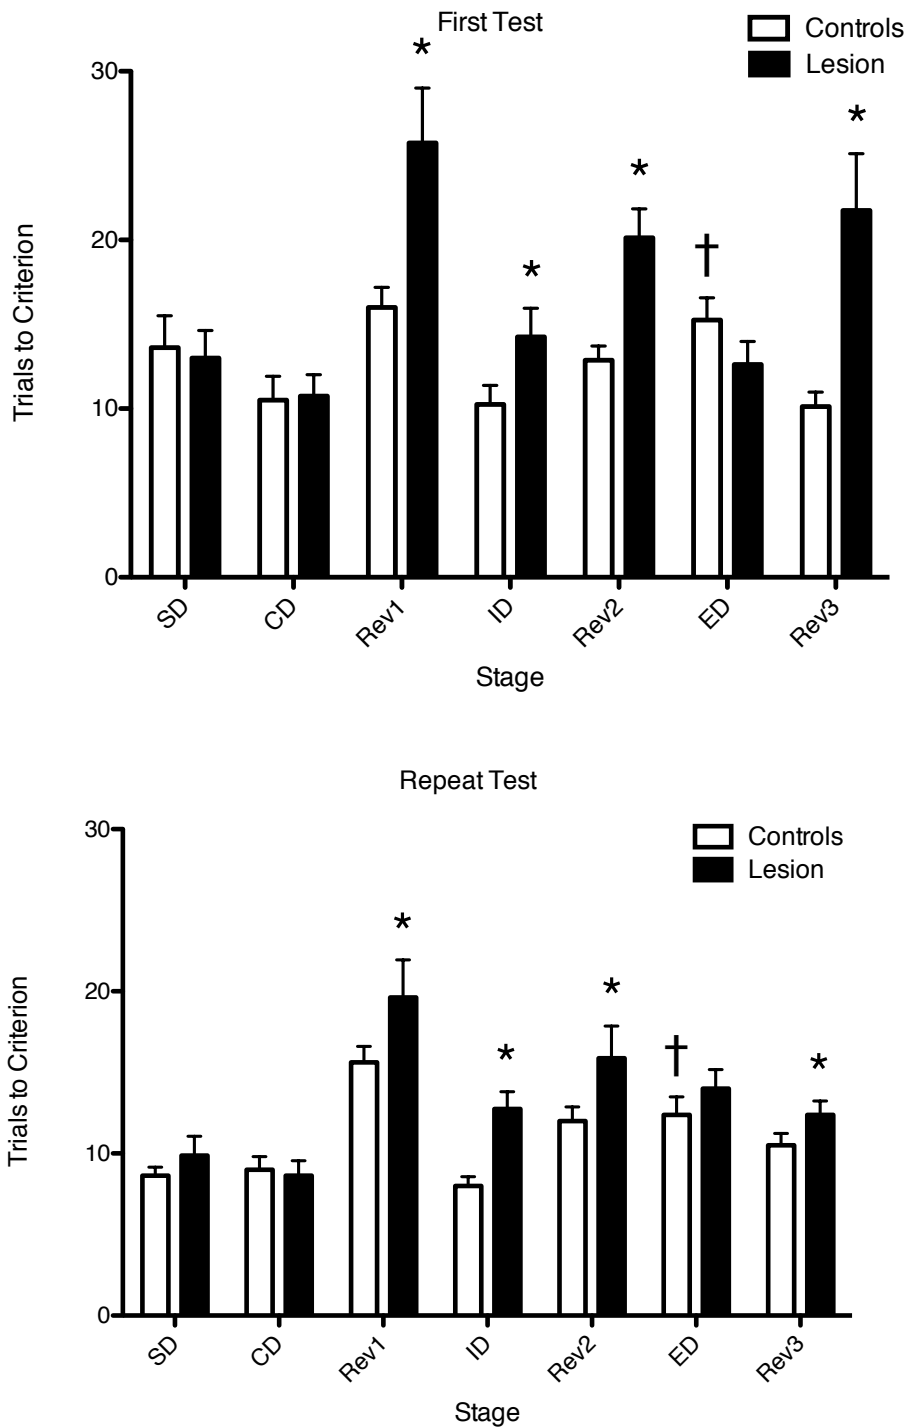 First Test
Controls
Lesion
*
*
*
*
†
30
20
10
0
Trials to Criterion
SD
CD
Rev1
ID
Rev2
ED
Rev3
Stage
Repeat Test
Controls
Lesion
*
*
*
*
†
30
20
10
0
Trials to Criterion
SD
CD
Rev1
ID
Rev2
ED
Rev3
Stage